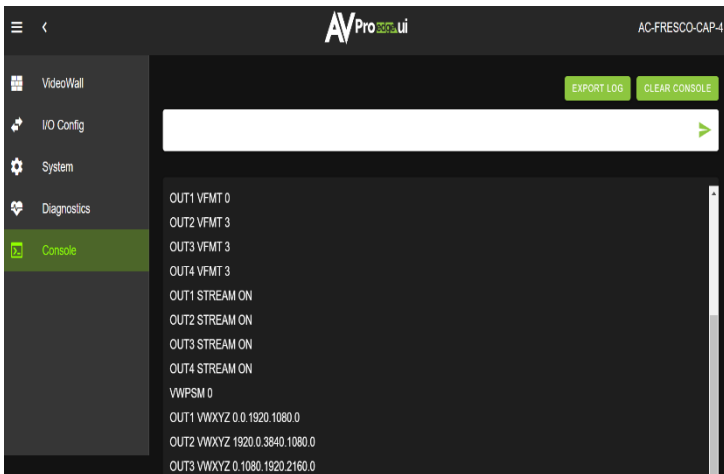 AVPro edge.ui
AC-FRESCO-CAP-4
VideoWall
I/O Config
System
Diagnostics
Console
EXPORT LOG
CLEAR CONSOLE
OUT1 VFMT 0
OUT2 VFMT 3
OUT3 VFMT 3
OUT4 VFMT 3
OUT1 STREAM ON
OUT2 STREAM ON
OUT3 STREAM ON
OUT4 STREAM ON
VWPSM 0
OUT1 VWXYZ 0.0.1920.1080.0
OUT2 VWXYZ 1920.0.3840.1080.0
OUT3 VWXYZ 0.1080.1920.2160.0